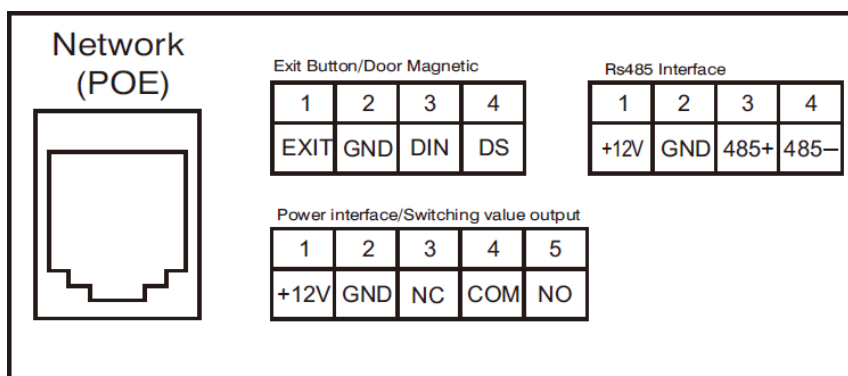 Network
(POE)
Exit Button/Door Magnetic
1 2 3 4
EXIT GND DIN DS
Rs485 Interface
1 2 3 4
+12V GND 485+ 485−
Power interface/Switching value output
1 2 3 4 5
+12V GND NC COM NO